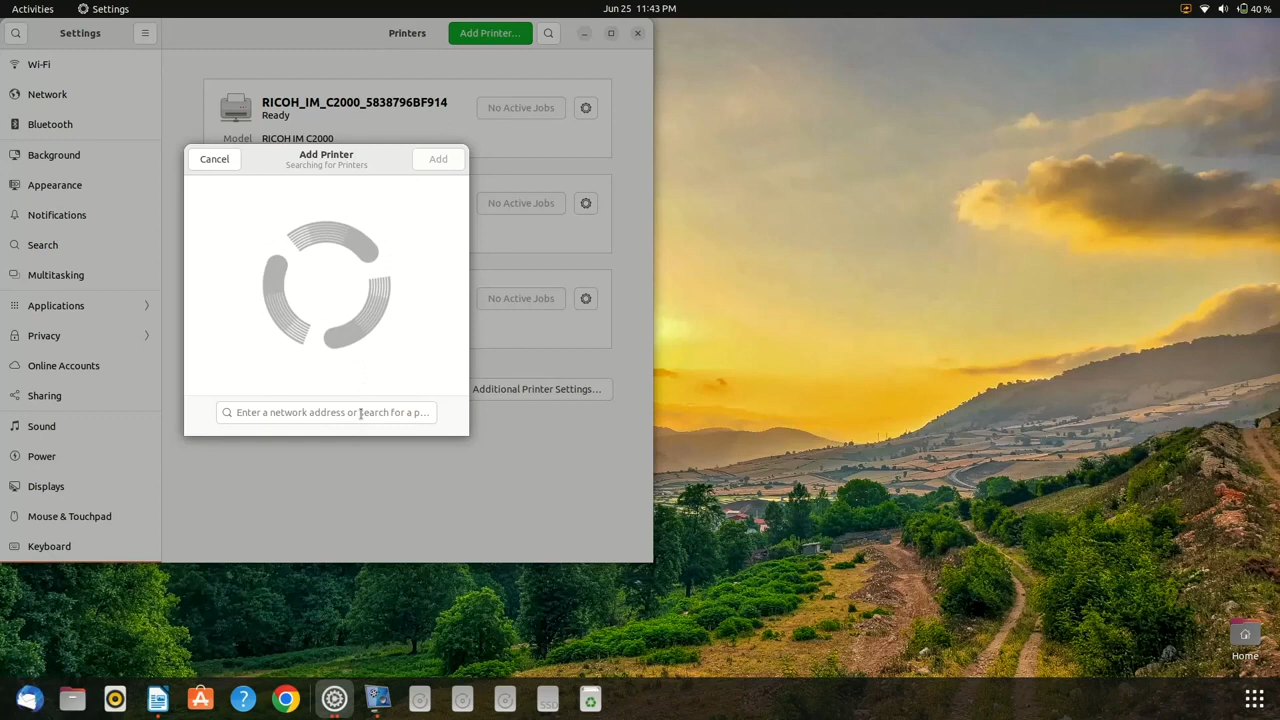 Activities Settings Jun 25 11:43 PM 40 %
Settings Printers Add Printer...
Wi-Fi
Network
Bluetooth
Background
Appearance
Notifications
Search
Multitasking
Applications
Privacy
Online Accounts
Sharing
Sound
Power
Displays
Mouse & Touchpad
Keyboard
RICOH_IM_C2000_5838796BF914
Ready
No Active Jobs
Model RICOH IM C2000
No Active Jobs
No Active Jobs
Additional Printer Settings...
Cancel Add Printer Add
Searching for Printers
Enter a network address or search for a p...
Home
SSD